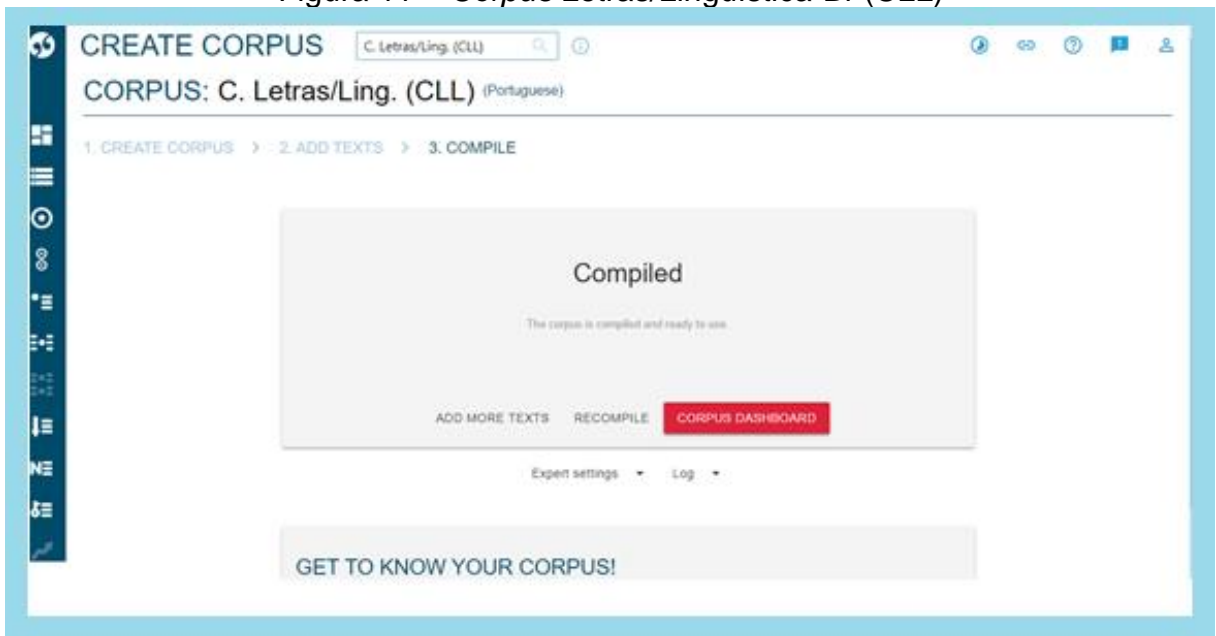 CREATE CORPUS C. Letras/Ling. (CLL)
CORPUS: C. Letras/Ling. (CLL) (Portuguese)
1. CREATE CORPUS > 2. ADD TEXTS > 3. COMPILE
Compiled
The corpus is compiled and ready to use.
ADD MORE TEXTS RECOMPILE CORPUS DASHBOARD
Expert settings Log
GET TO KNOW YOUR CORPUS!